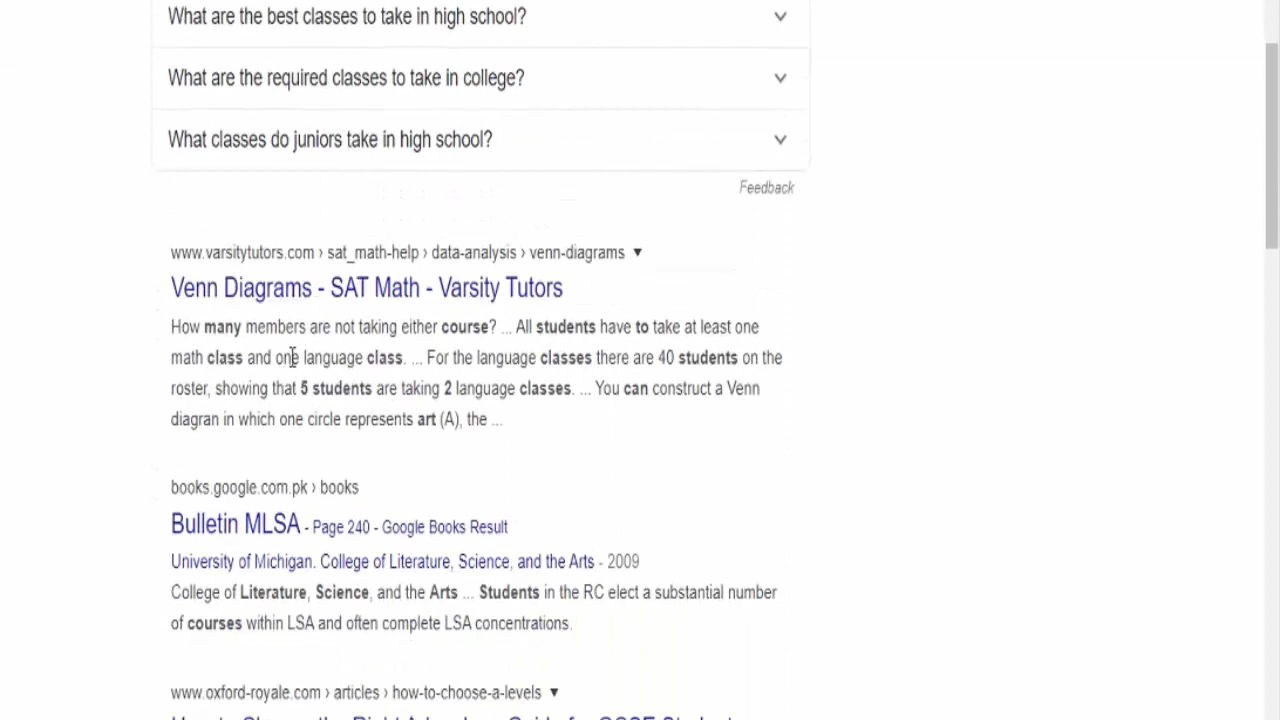 What are the best classes to take in high school?
What are the required classes to take in college?
What classes do juniors take in high school?
Feedback
www.varsitytutors.com › sat_math-help › data-analysis › venn-diagrams ▼
Venn Diagrams - SAT Math - Varsity Tutors
How many members are not taking either course? ... All students have to take at least one
math class and one language class. ... For the language classes there are 40 students on the
roster, showing that 5 students are taking 2 language classes. ... You can construct a Venn
diagran in which one circle represents art (A), the ...
books.google.com.pk › books
Bulletin MLSA - Page 240 - Google Books Result
University of Michigan. College of Literature, Science, and the Arts - 2009
College of Literature, Science, and the Arts ... Students in the RC elect a substantial number
of courses within LSA and often complete LSA concentrations.
www.oxford-royale.com › articles › how-to-choose-a-levels ▼